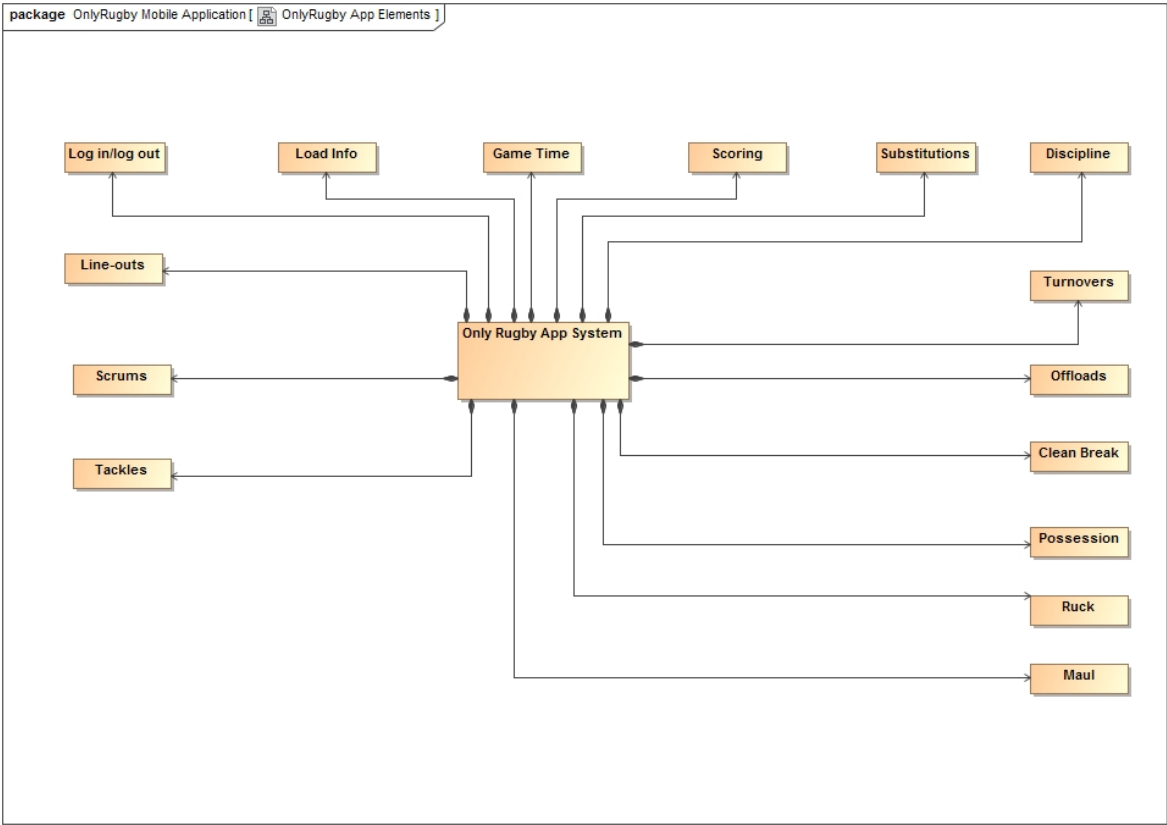 package OnlyRugby Mobile Application [ OnlyRugby App Elements ]
Log in/log out
Load Info
Game Time
Scoring
Substitutions
Discipline
Line-outs
Turnovers
Only Rugby App System
Scrums
Offloads
Clean Break
Tackles
Possession
Ruck
Maul